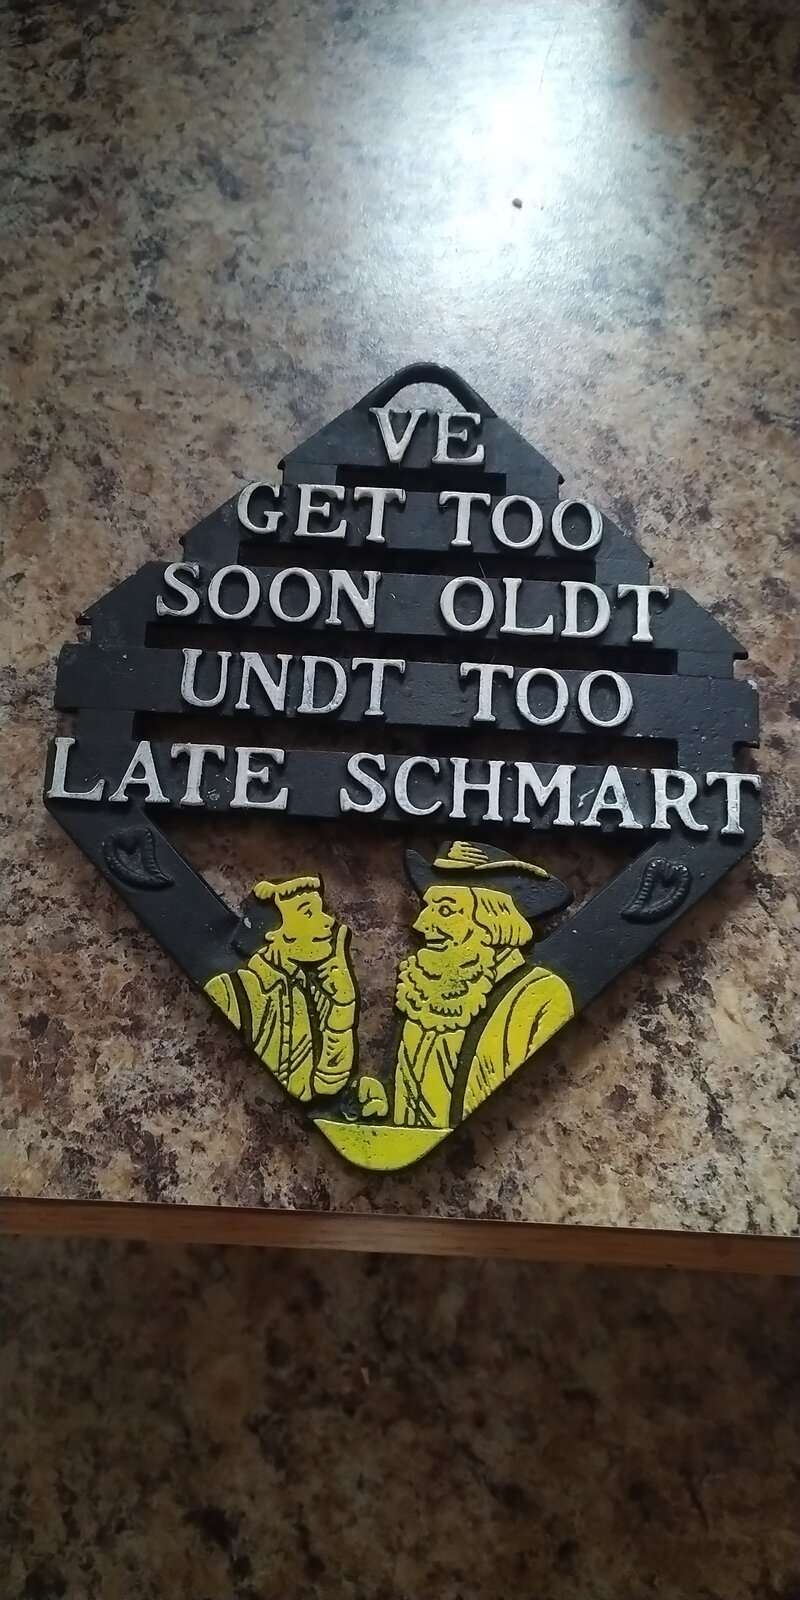 VE
GET TOO
SOON OLDT
UNDT TOO
LATE SCHMART